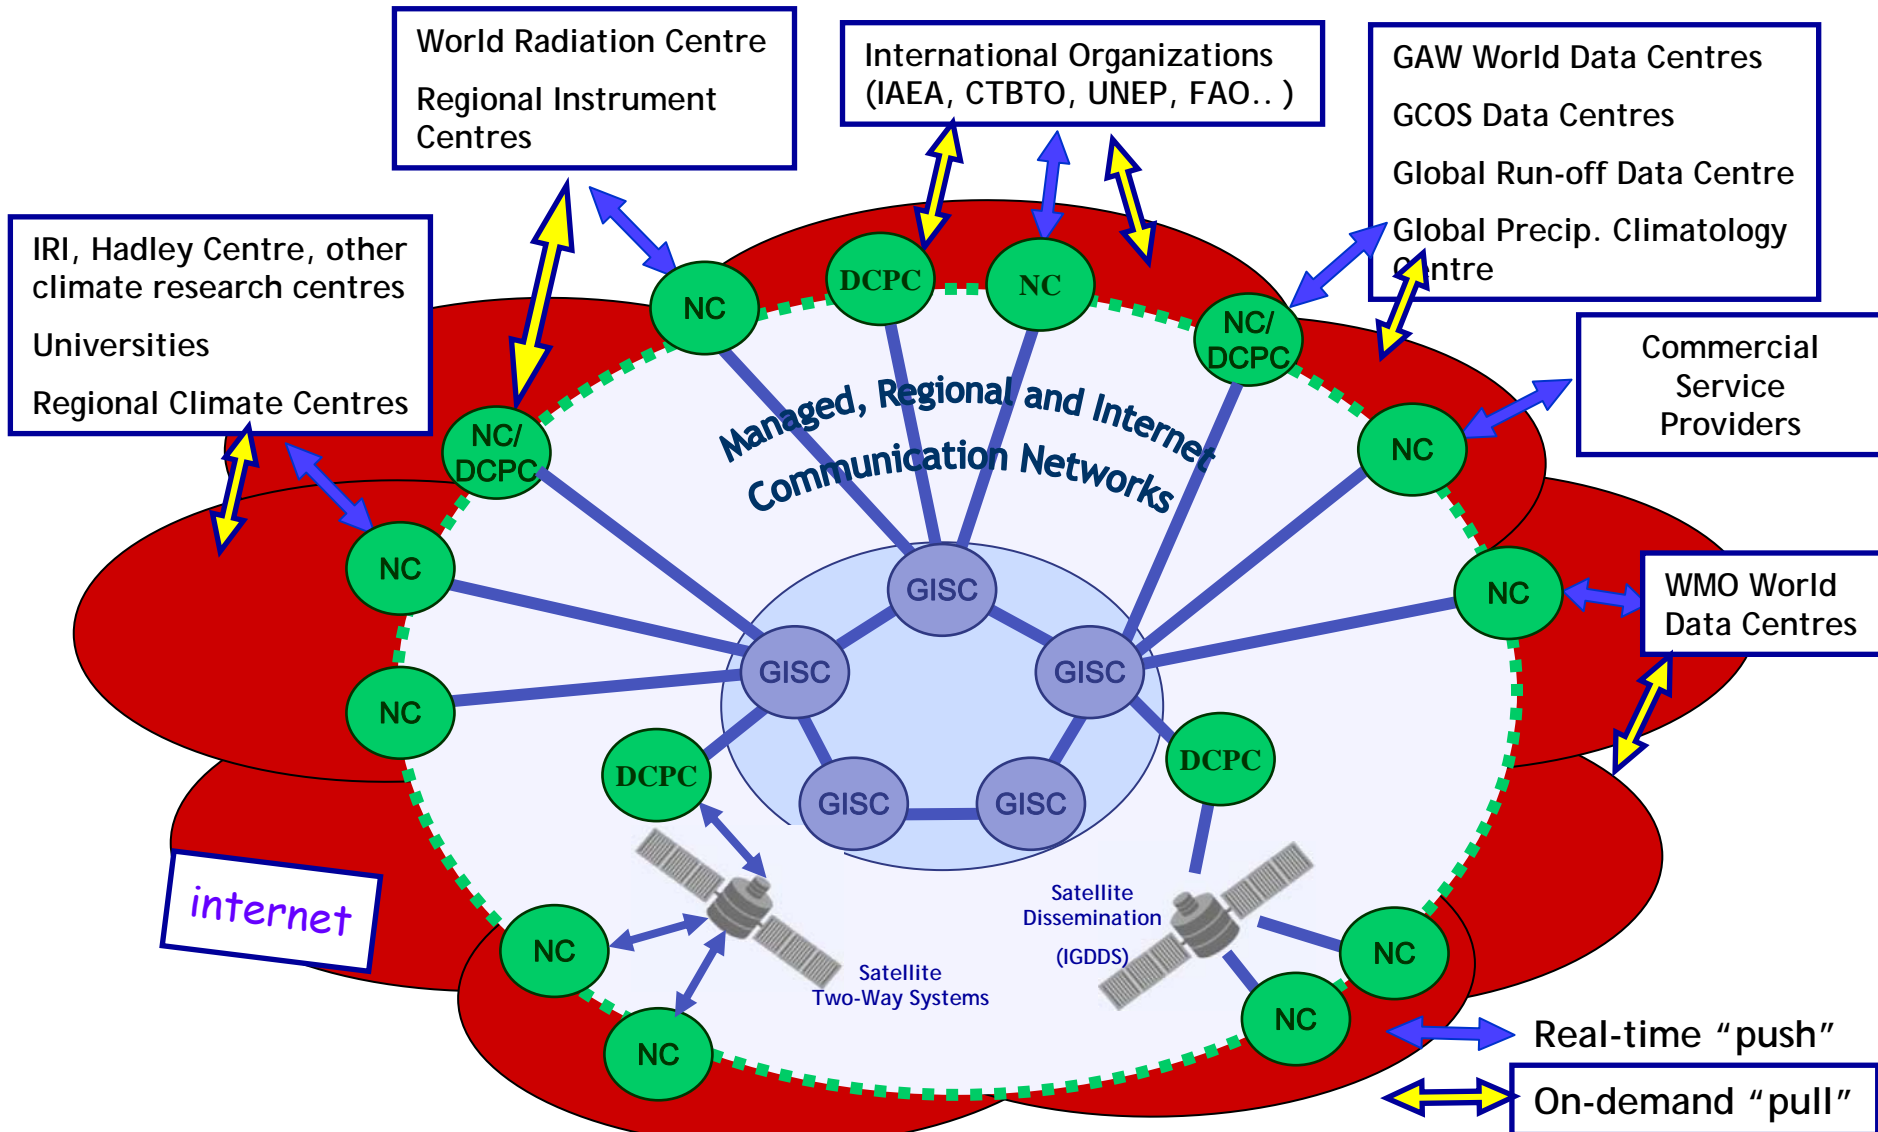 World Radiation Centre
Regional Instrument
Centres
International Organizations
(IAEA, CTBTO, UNEP, FAO.. )
GAW World Data Centres
GCOS Data Centres
Global Run-off Data Centre
Global Precip. Climatology
Centre
IRI, Hadley Centre, other
climate research centres
Universities
Regional Climate Centres
Commercial
Service
Providers
WMO World
Data Centres
NC
DCPC
NC
NC/
DCPC
NC/
DCPC
NC
NC
NC
NC
Managed, Regional and Internet
Communication Networks
GISC
GISC
GISC
GISC
GISC
DCPC
DCPC
internet
NC
NC
Satellite
Two-Way Systems
Satellite
Dissemination
(IGDDS)
NC
NC
Real-time “push”
On-demand “pull”